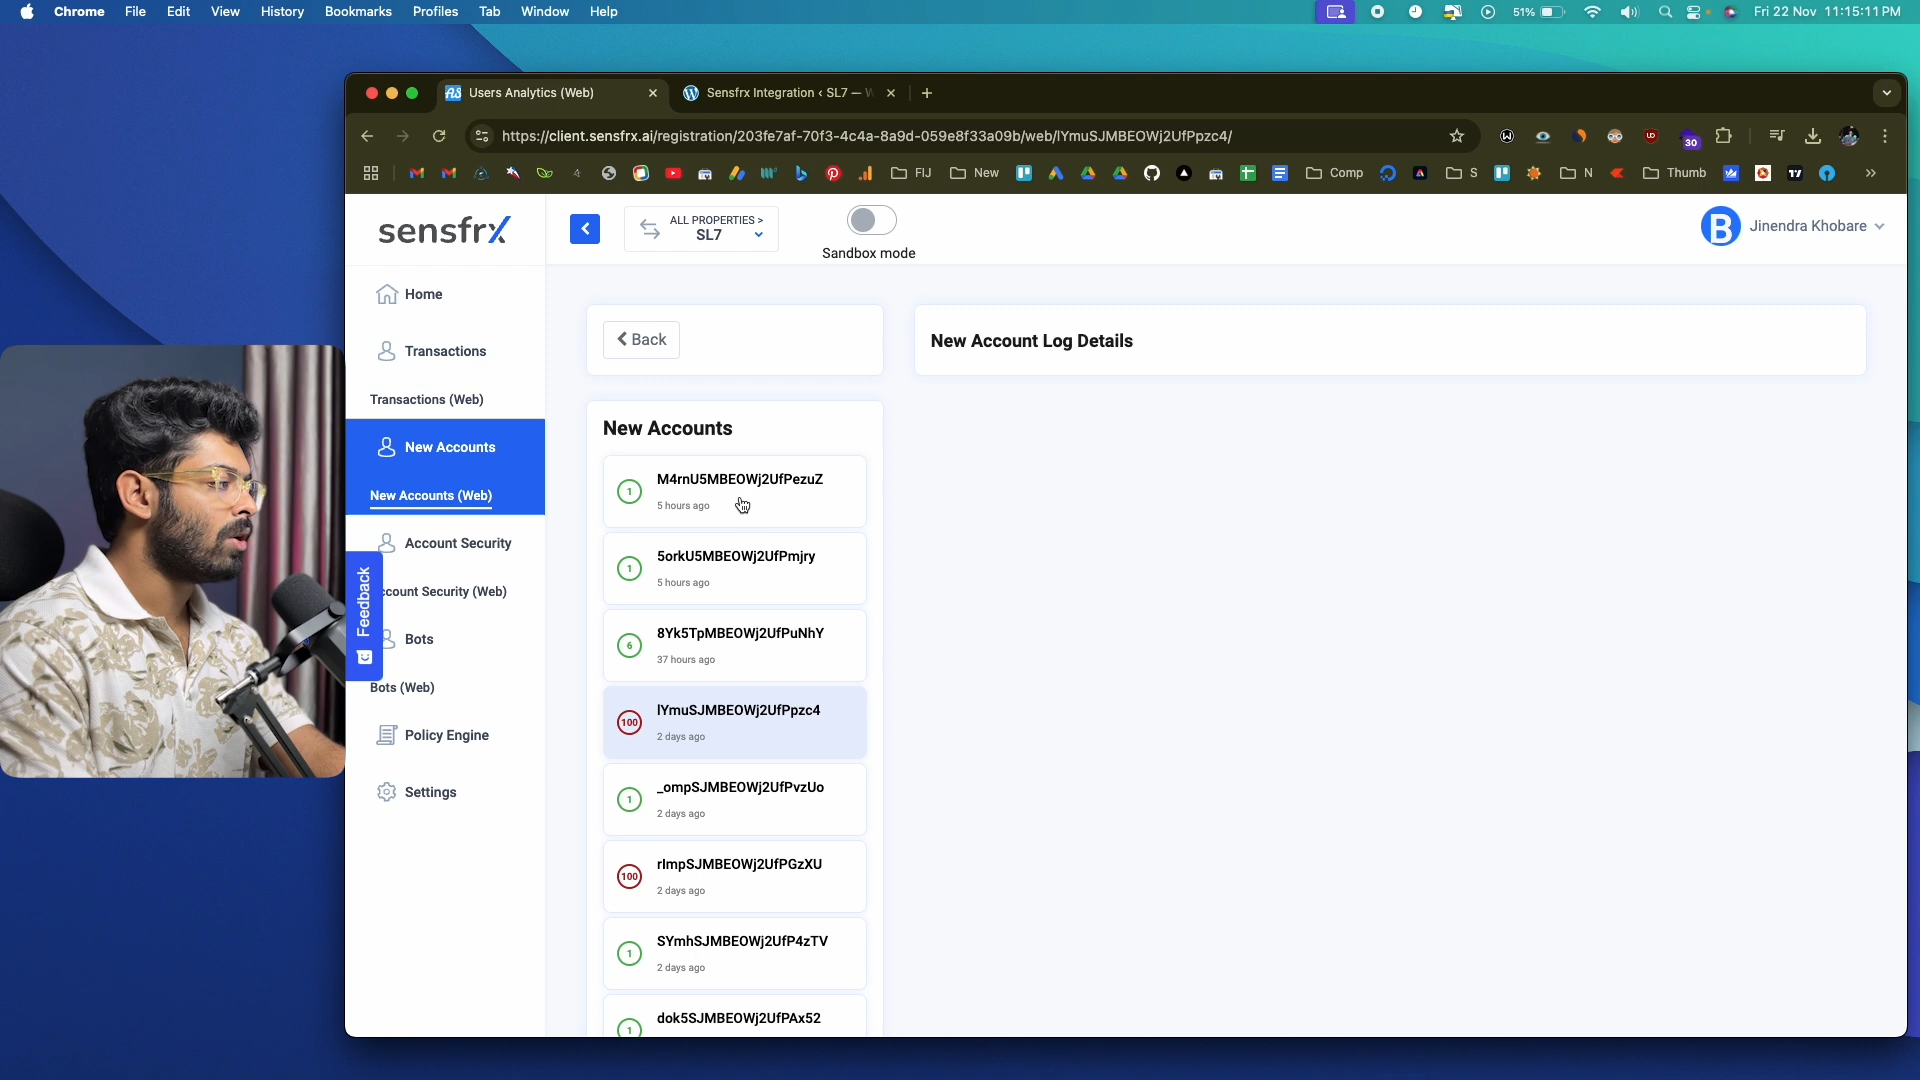 Chrome File Edit View History Bookmarks Profiles Tab Window Help 51% Fri 22 Nov 11:15:11 PM
Users Analytics (Web) Sensfrx Integration ‹ SL7 — W
https://client.sensfrx.ai/registration/203fe7af-70f3-4c4a-8a9d-059e8f33a09b/web/lYmuSJMBEOWj2UfPpzc4/
UD 30
FIJ New Comp S N Thumb
sensfrx
ALL PROPERTIES >
SL7
Sandbox mode
B Jinendra Khobare
Home
Transactions
Transactions (Web)
New Accounts
New Accounts (Web)
Account Security
ccount Security (Web)
Bots
Bots (Web)
Policy Engine
Settings
Feedback
Back
New Account Log Details
New Accounts
1 M4rnU5MBEOWj2UfPezuZ
5 hours ago
1 5orkU5MBEOWj2UfPmjry
5 hours ago
6 8Yk5TpMBEOWj2UfPuNhY
37 hours ago
100 lYmuSJMBEOWj2UfPpzc4
2 days ago
1 _ompSJMBEOWj2UfPvzUo
2 days ago
100 rImpSJMBEOWj2UfPGzXU
2 days ago
1 SYmhSJMBEOWj2UfP4zTV
2 days ago
1 dok5SJMBEOWj2UfPAx52